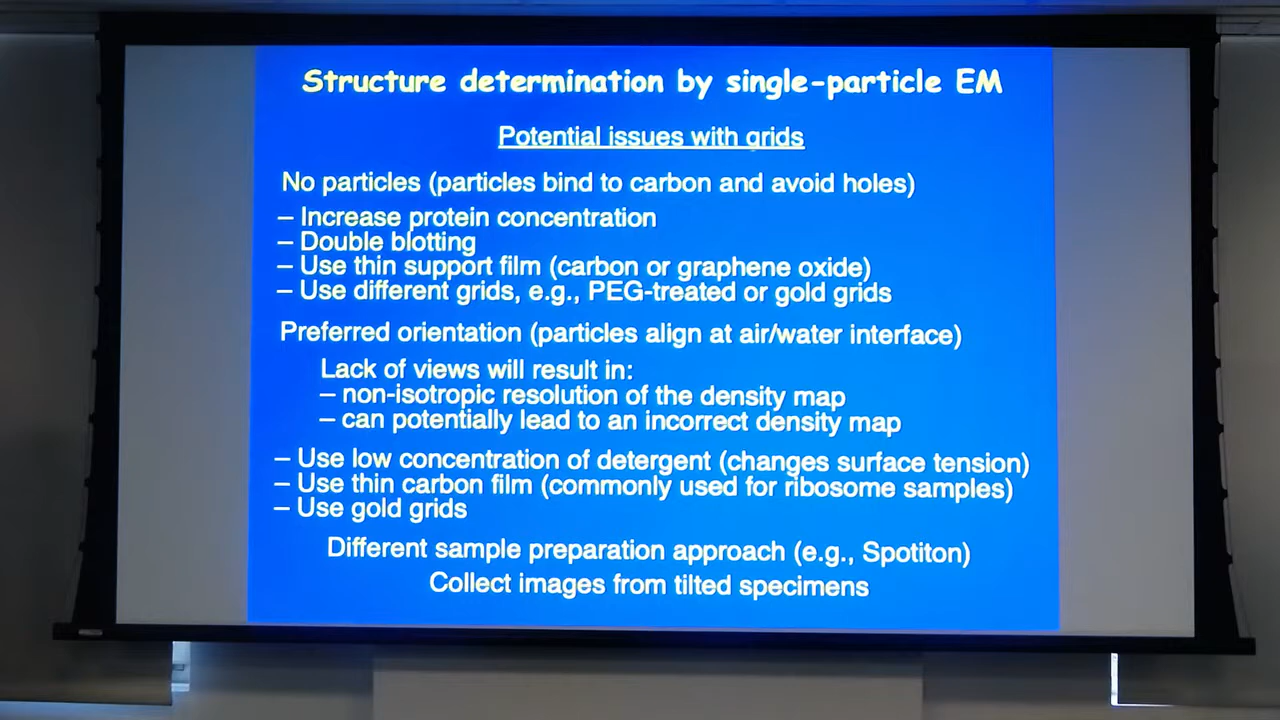 Structure determination by single-particle EM
Potential issues with grids
No particles (particles bind to carbon and avoid holes)
– Increase protein concentration
– Double blotting
– Use thin support film (carbon or graphene oxide)
– Use different grids, e.g., PEG-treated or gold grids
Preferred orientation (particles align at air/water interface)
Lack of views will result in:
– non-isotropic resolution of the density map
– can potentially lead to an incorrect density map
– Use low concentration of detergent (changes surface tension)
– Use thin carbon film (commonly used for ribosome samples)
– Use gold grids
Different sample preparation approach (e.g., Spotiton)
Collect images from tilted specimens